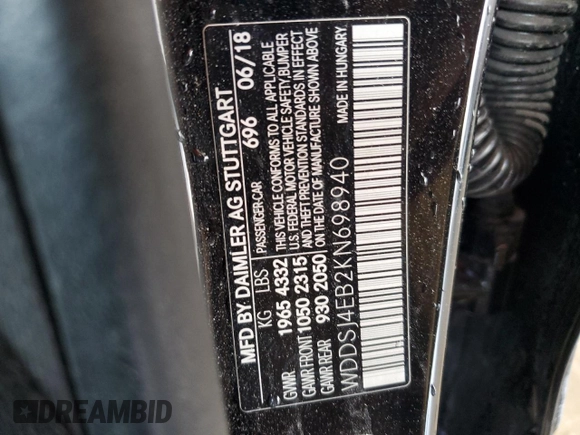 MFD BY DAIMLER AG STUTTGART
696 06/18
KG LBS PASSENGER-CAR
GVWR 1965 4332 THIS VEHICLE CONFORMS TO ALL APPLICABLE
GAWR FRONT 1050 2315 U.S. FEDERAL MOTOR VEHICLE SAFETY, BUMPER
GAWR REAR 930 2050 AND THEFT PREVENTION STANDARDS IN EFFECT
ON THE DATE OF MANUFACTURE SHOWN ABOVE
WDDSJ4EB2KN698940 MADE IN HUNGARY
DREAMBID